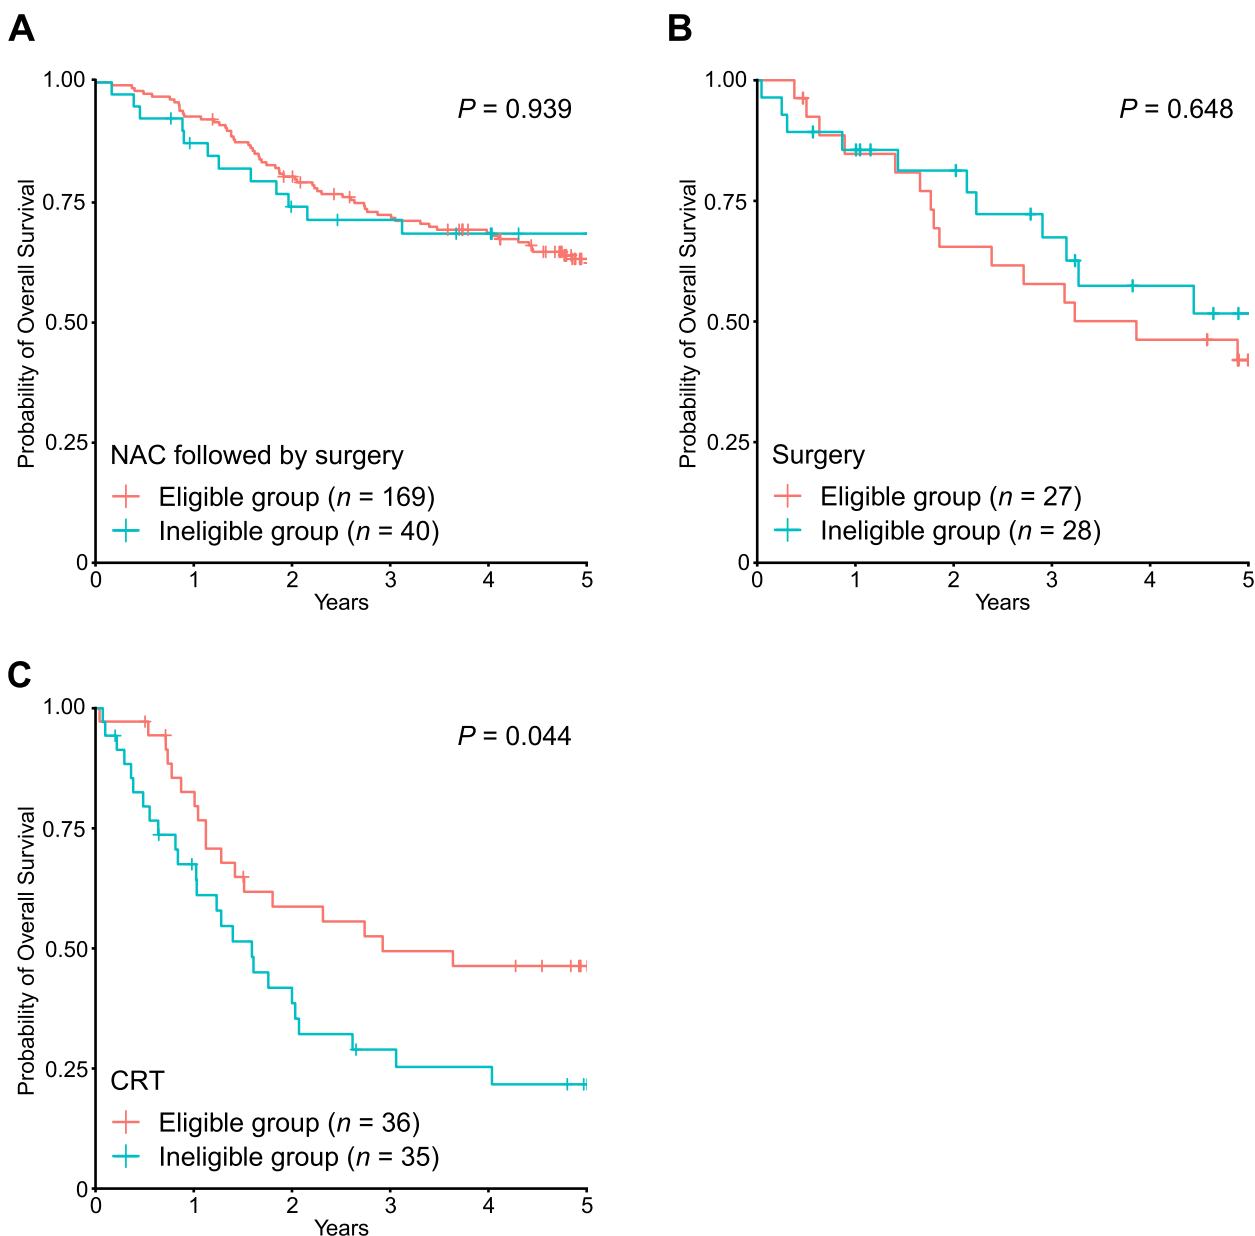 A
1.00
0.75
0.50
0.25
0
Probability of Overall Survival
P = 0.939
NAC followed by surgery
Eligible group (n = 169)
Ineligible group (n = 40)
0 1 2 3 4 5
Years
B
1.00
0.75
0.50
0.25
0
Probability of Overall Survival
P = 0.648
Surgery
Eligible group (n = 27)
Ineligible group (n = 28)
0 1 2 3 4 5
Years
C
1.00
0.75
0.50
0.25
0
Probability of Overall Survival
P = 0.044
CRT
Eligible group (n = 36)
Ineligible group (n = 35)
0 1 2 3 4 5
Years